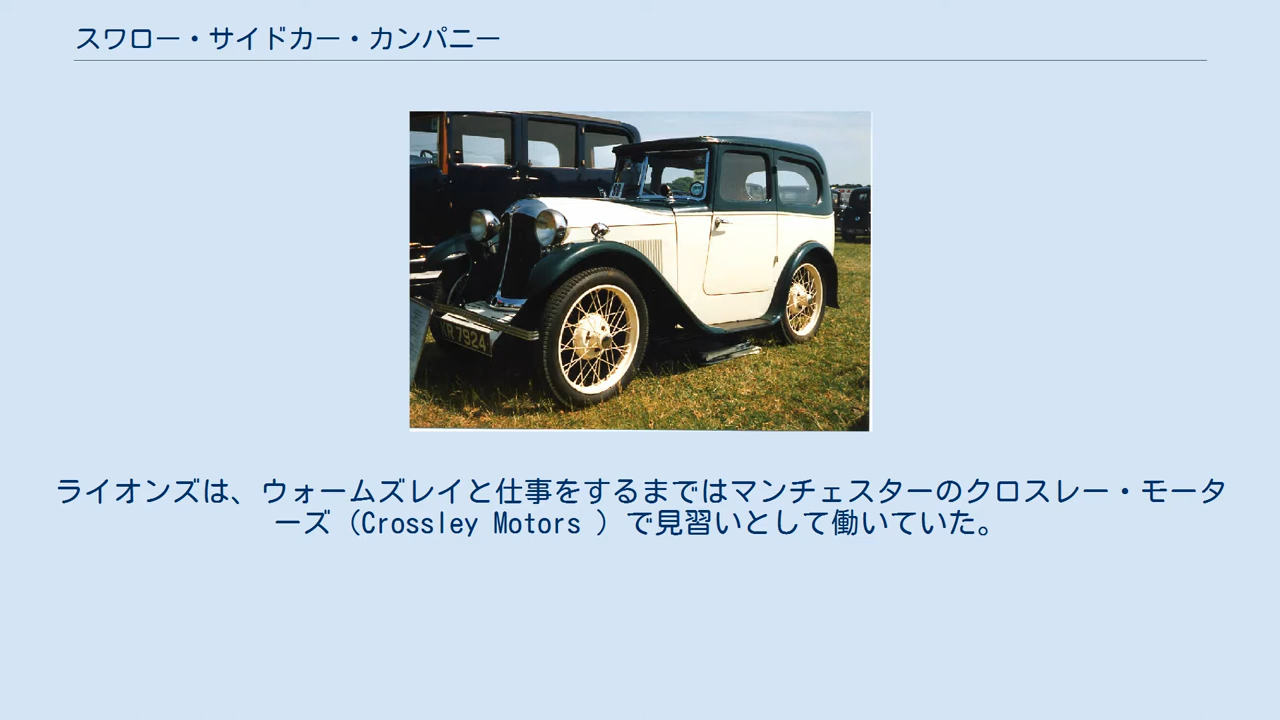 スワロー・サイドカー・カンパニー
R 7924
ライオンズは、ウォームズレイと仕事をするまではマンチェスターのクロスレー・モータ
ーズ（Crossley Motors ）で見習いとして働いていた。